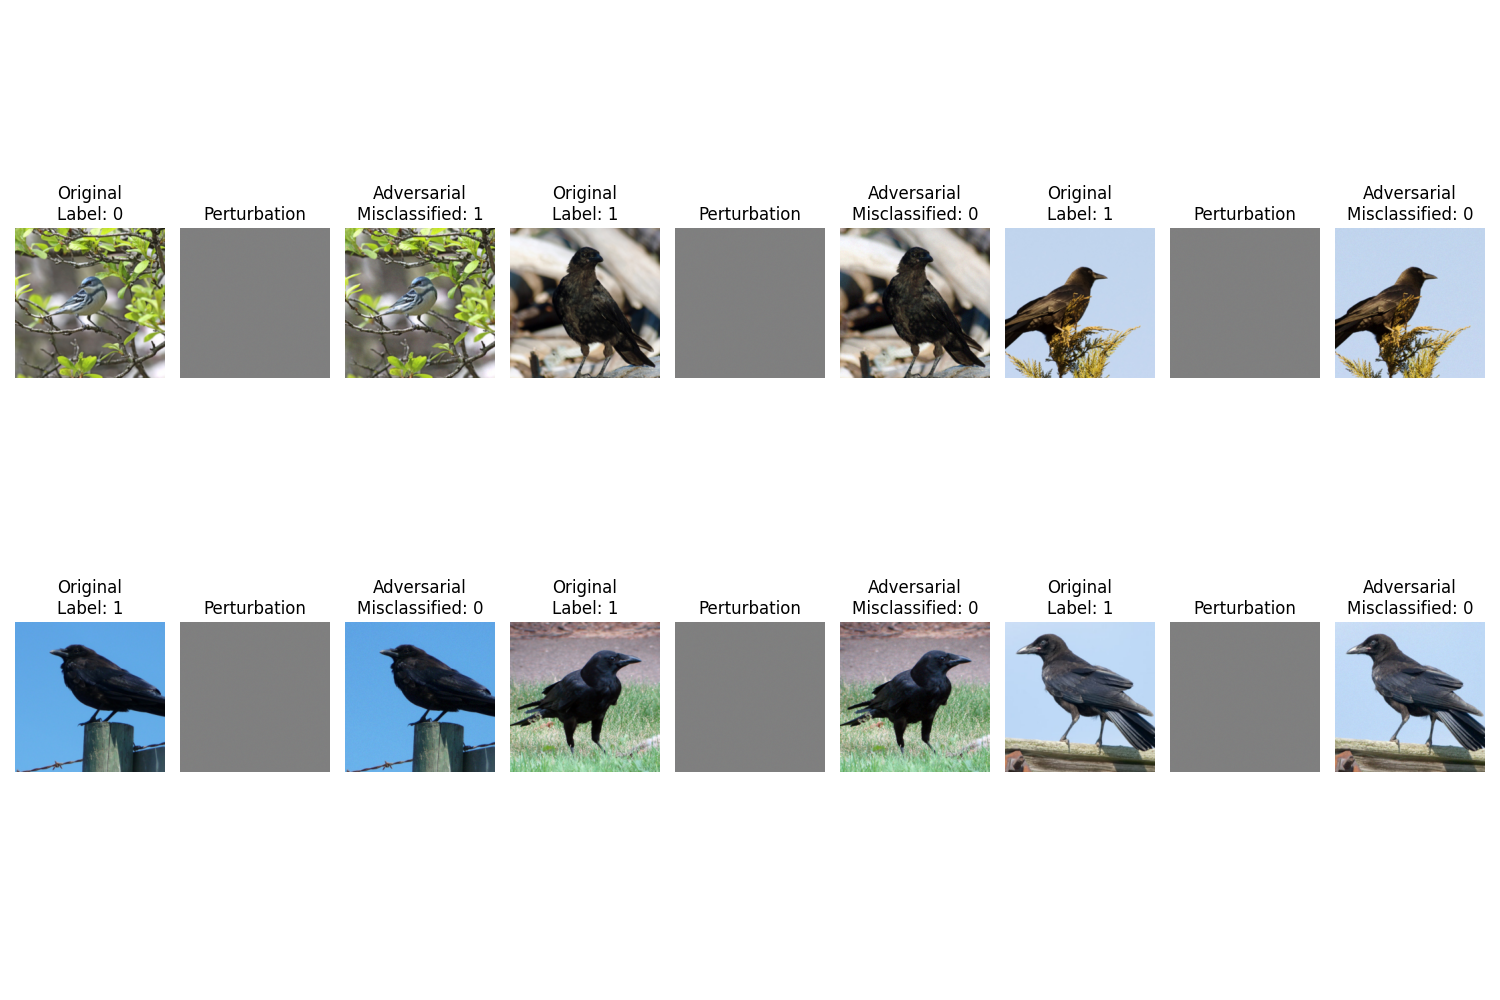 Original
Label: 0
Perturbation
Adversarial
Misclassified: 1
Original
Label: 1
Perturbation
Adversarial
Misclassified: 0
Original
Label: 1
Perturbation
Adversarial
Misclassified: 0
Original
Label: 1
Perturbation
Adversarial
Misclassified: 0
Original
Label: 1
Perturbation
Adversarial
Misclassified: 0
Original
Label: 1
Perturbation
Adversarial
Misclassified: 0